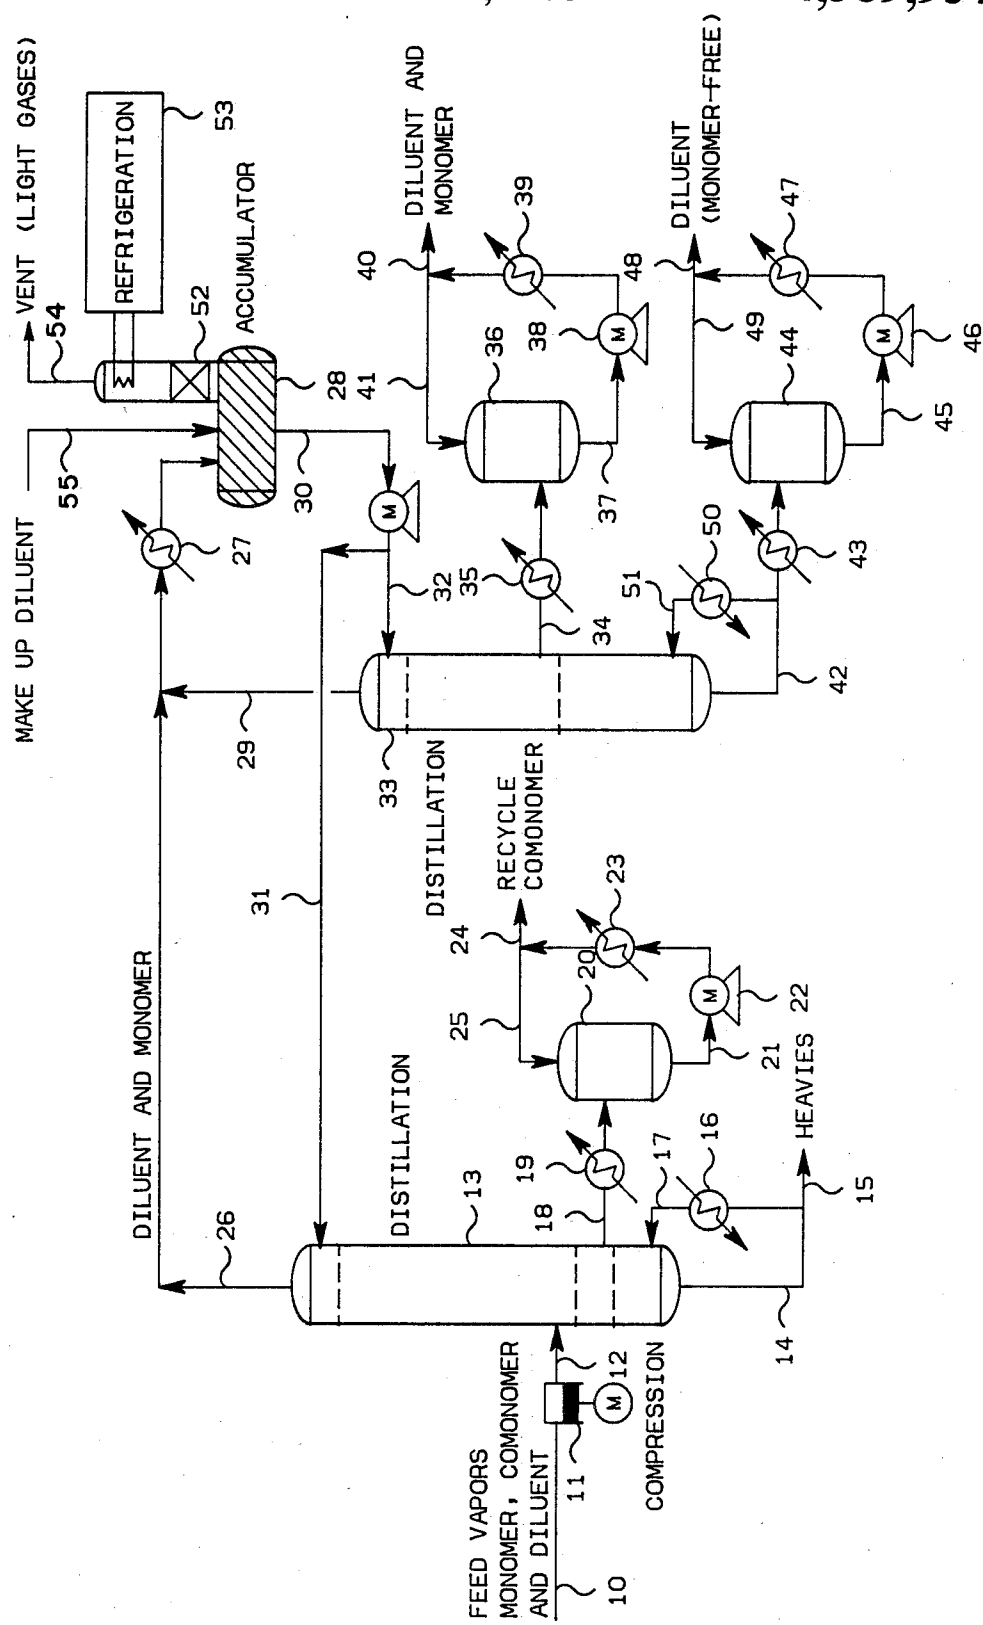 VENT (LIGHT GASES)
54
REFRIGERATION
53
52
ACCUMULATOR
28
MAKE UP DILUENT
55
27
30
M
DILUENT AND MONOMER
26
29
31
32
33
DISTILLATION
34
35
36
37
M
38
39
40
41
DILUENT AND
MONOMER
42
43
44
45
M
46
47
48
49
DILUENT
(MONOMER-FREE)
50
51
FEED VAPORS
MONOMER, COMONOMER
AND DILUENT
10
11
M
12
COMPRESSION
DISTILLATION
13
14
15
HEAVIES
16
17
18
19
20
21
M
22
23
24
25
RECYCLE
COMONOMER